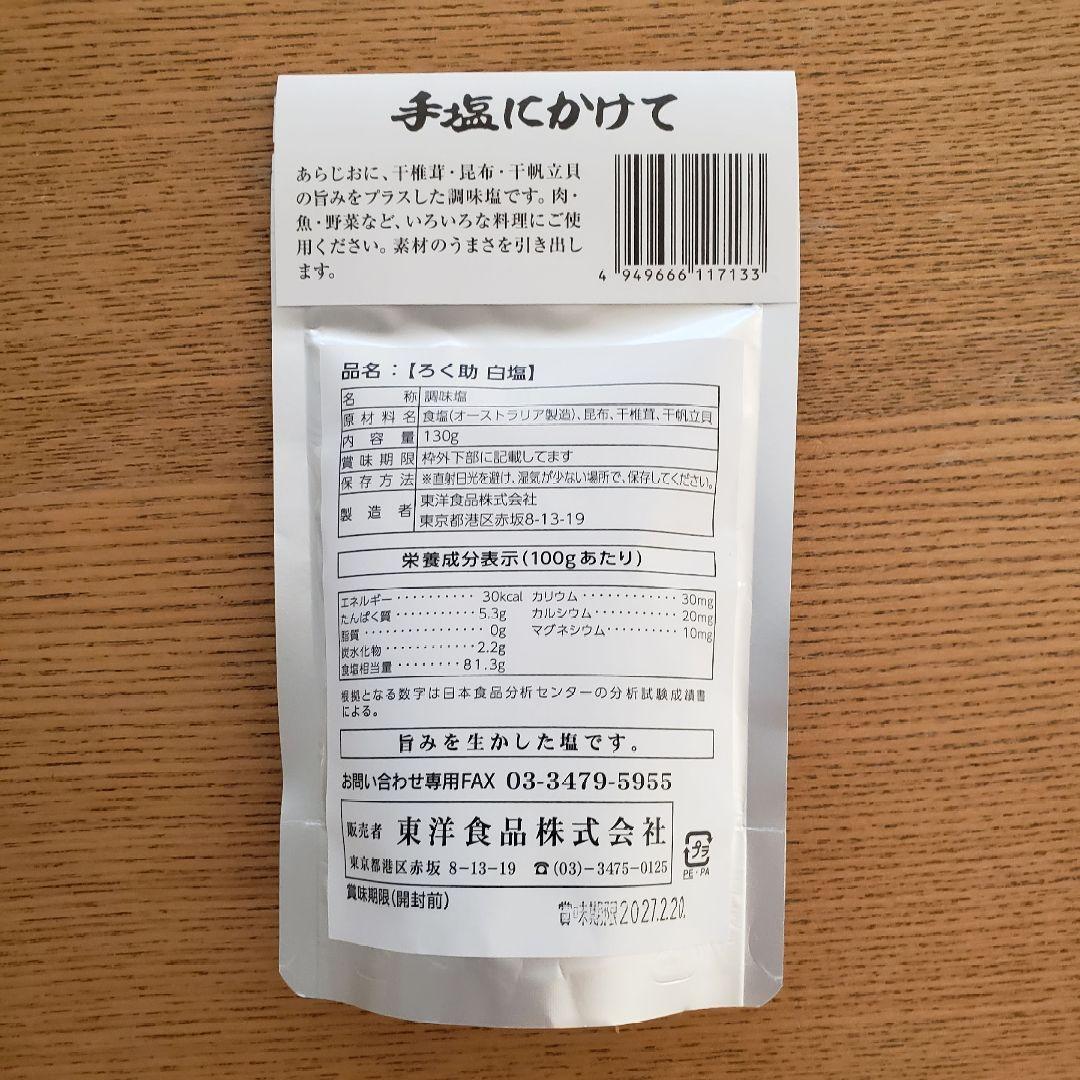 手塩にかけて
あらじおに、干椎茸・昆布・干帆立貝
の旨みをプラスした調味塩です。肉・
魚・野菜など、いろいろな料理にご使
用ください。素材のうまさを引き出し
ます。
4 949666 117133
品名：【ろく助 白塩】
名称 調味塩
原材料名 食塩(オーストラリア製造)、昆布、干椎茸、干帆立貝
内容量 130g
賞味期限 枠外下部に記載してます
保存方法 ※直射日光を避け、湿気が少ない場所で、保存してください。
製造者 東洋食品株式会社
東京都港区赤坂8-13-19
栄養成分表示(100gあたり)
エネルギー・・・・・・・・・・ 30kcal カリウム・・・・・・・・・・・・ 30mg
たんぱく質・・・・・・・・・・・ 5.3g カルシウム・・・・・・・・・・・ 20mg
脂質・・・・・・・・・・・・・・・ 0g マグネシウム・・・・・・・・・・ 10mg
炭水化物・・・・・・・・・・・・2.2g
食塩相当量・・・・・・・・81.3g
根拠となる数字は日本食品分析センターの分析試験成績書
による。
旨みを生かした塩です。
お問い合わせ専用FAX 03-3479-5955
販売者 東洋食品株式会社
東京都港区赤坂 8-13-19 ☎(03)-3475-0125
プラ
PE・PA
賞味期限(開封前)
賞味期限2027.2.20.